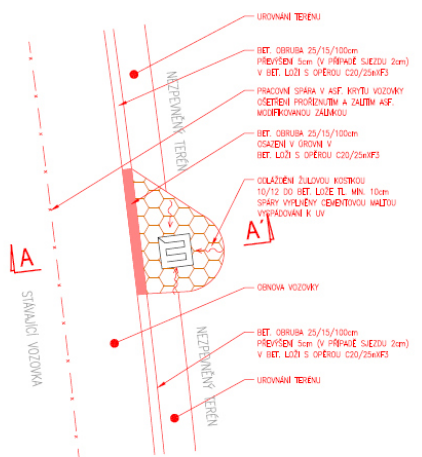 UROVNÁNÍ TERÉNU
BET. OBRUBA 25/15/100cm
PŘEVÝŠENÍ 5cm (V PŘÍPADĚ SJEZDU 2cm)
V BET. LOŽI S OPĚROU C20/25nXF3
PRACOVNÍ SPÁRA V ASF. KRYTU VOZOVKY
OŠETŘENÍ PROŘÍZNUTÍM A ZALITÍM ASF.
MODIFIKOVANOU ZÁLIVKOU
BET. OBRUBA 25/15/100cm
OSAZENÍ V ÚROVNI V
BET. LOŽI S OPĚROU C20/25nXF3
ODLÁŽDĚNÍ ŽULOVOU KOSTKOU
10/12 DO BET. LOŽE TL. MIN. 10cm
SPÁRY VYPLNĚNY CEMENTOVOU MALTOU
VYSPÁDOVÁNÍ K UV
OBNOVA VOZOVKY
BET. OBRUBA 25/15/100cm
PŘEVÝŠENÍ 5cm (V PŘÍPADĚ SJEZDU 2cm)
V BET. LOŽI S OPĚROU C20/25nXF3
UROVNÁNÍ TERÉNU
NEZPEVNĚNÝ TERÉN
A
A'
STÁVAJÍCÍ VOZOVKA
NEZPEVNĚNÝ TERÉN